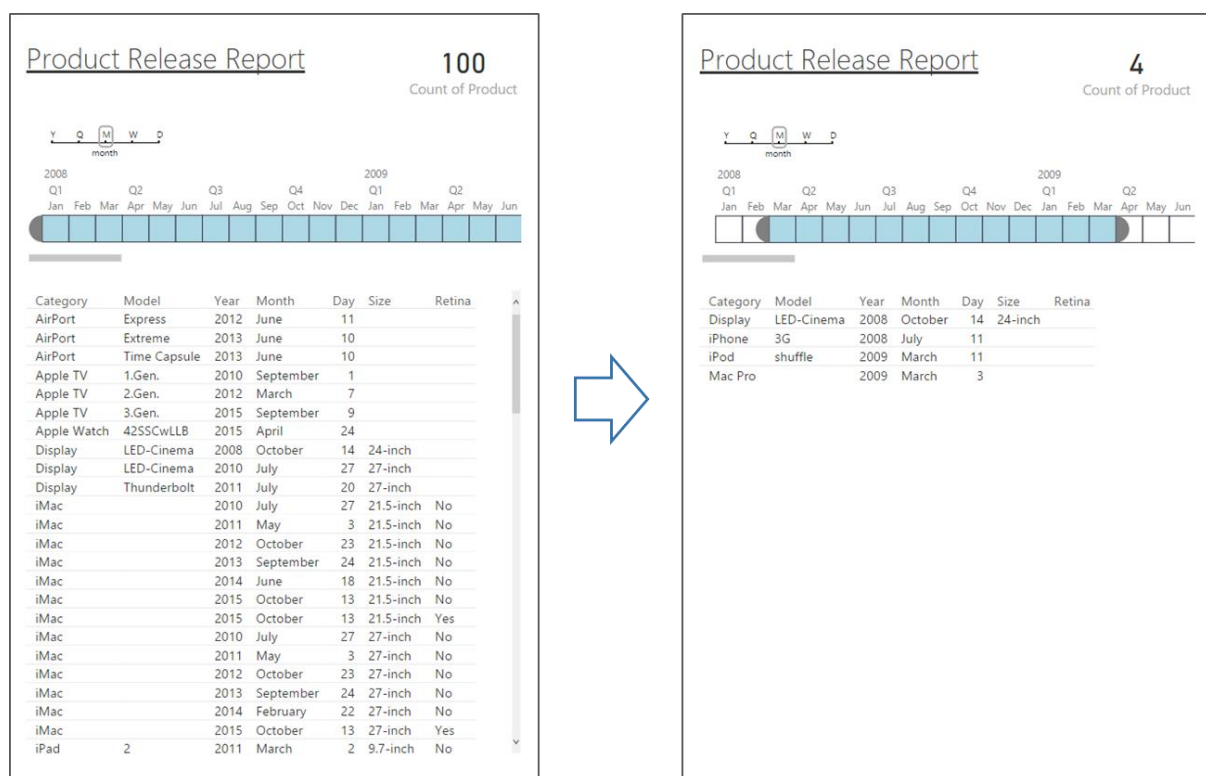 Product Release Report
100
Count of Product
Y Q M W D
month
2008 2009
Q1 Q2 Q3 Q4 Q1 Q2
Jan Feb Mar Apr May Jun Jul Aug Sep Oct Nov Dec Jan Feb Mar Apr May Jun
Category Model Year Month Day Size Retina
AirPort Express 2012 June 11
AirPort Extreme 2013 June 10
AirPort Time Capsule 2013 June 10
Apple TV 1.Gen. 2010 September 1
Apple TV 2.Gen. 2012 March 7
Apple TV 3.Gen. 2015 September 9
Apple Watch 42SSCwLLB 2015 April 24
Display LED-Cinema 2008 October 14 24-inch
Display LED-Cinema 2010 July 27 27-inch
Display Thunderbolt 2011 July 20 27-inch
iMac 2010 July 27 21.5-inch No
iMac 2011 May 3 21.5-inch No
iMac 2012 October 23 21.5-inch No
iMac 2013 September 24 21.5-inch No
iMac 2014 June 18 21.5-inch No
iMac 2015 October 13 21.5-inch No
iMac 2015 October 13 21.5-inch Yes
iMac 2010 July 27 27-inch No
iMac 2011 May 3 27-inch No
iMac 2012 October 23 27-inch No
iMac 2013 September 24 27-inch No
iMac 2014 February 22 27-inch No
iMac 2015 October 13 27-inch Yes
iPad 2 2011 March 2 9.7-inch No
Product Release Report
4
Count of Product
Y Q M W D
month
2008 2009
Q1 Q2 Q3 Q4 Q1 Q2
Jan Feb Mar Apr May Jun Jul Aug Sep Oct Nov Dec Jan Feb Mar Apr May Jun
Category Model Year Month Day Size Retina
Display LED-Cinema 2008 October 14 24-inch
iPhone 3G 2008 July 11
iPod shuffle 2009 March 11
Mac Pro 2009 March 3